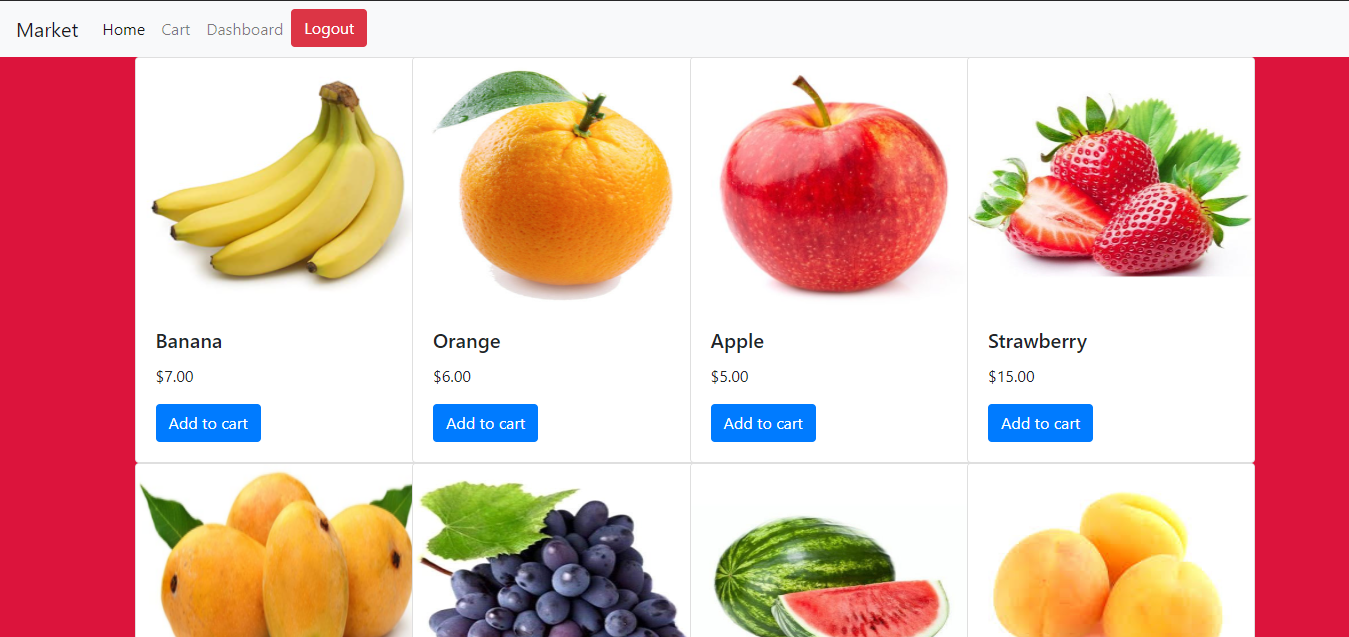 Market Home Cart Dashboard Logout
Banana Orange Apple Strawberry
$7.00 $6.00 $5.00 $15.00
Add to cart Add to cart Add to cart Add to cart